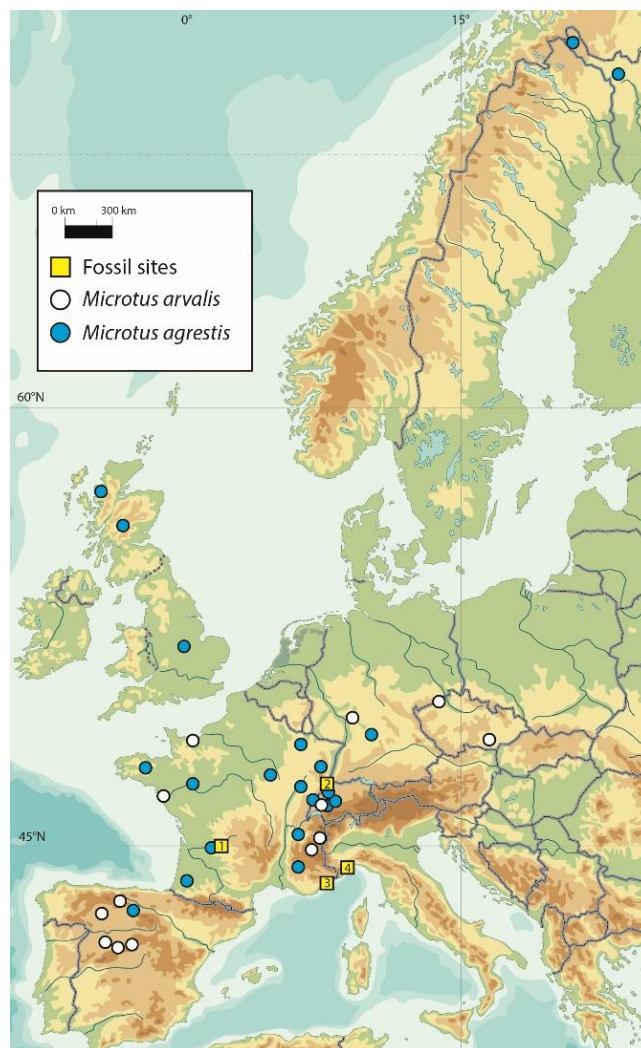 0° 15°
0 km 300 km
Fossil sites
Microtus arvalis
Microtus agrestis
60°N
2
45°N
1
4
3